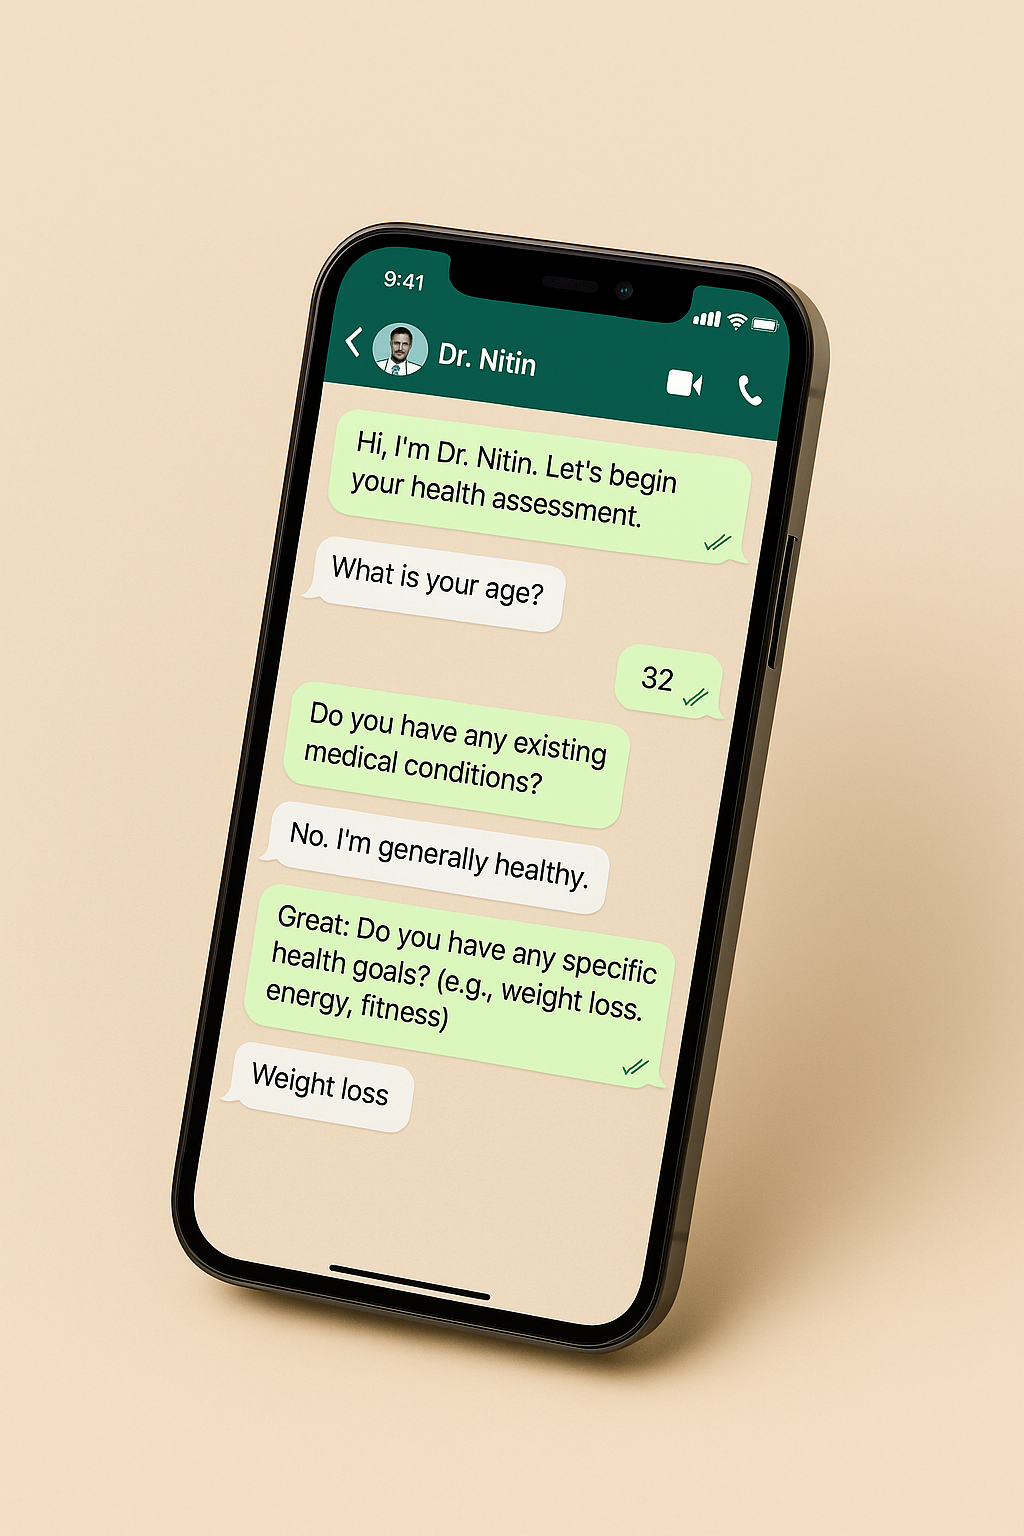 9:41
Dr. Nitin
Hi, I'm Dr. Nitin. Let's begin
your health assessment.
What is your age?
32
Do you have any existing
medical conditions?
No. I'm generally healthy.
Great: Do you have any specific
health goals? (e.g., weight loss.
energy, fitness)
Weight loss